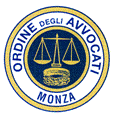 ORDINE DEGLI AVVOCATI
MONZA